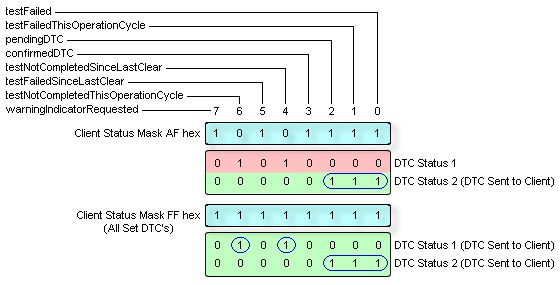 testFailed
testFailedThisOperationCycle
pendingDTC
confirmedDTC
testNotCompletedSinceLastClear
testFailedSinceLastClear
testNotCompletedThisOperationCycle
warningIndicatorRequested 7 6 5 4 3 2 1 0
Client Status Mask AF hex 1 0 1 0 1 1 1 1
0 1 0 1 0 0 0 0 DTC Status 1
0 0 0 0 0 1 1 1 DTC Status 2 (DTC Sent to Client)
Client Status Mask FF hex 1 1 1 1 1 1 1 1
(All Set DTC's)
0 1 0 1 0 0 0 0 DTC Status 1 (DTC Sent to Client)
0 0 0 0 0 1 1 1 DTC Status 2 (DTC Sent to Client)